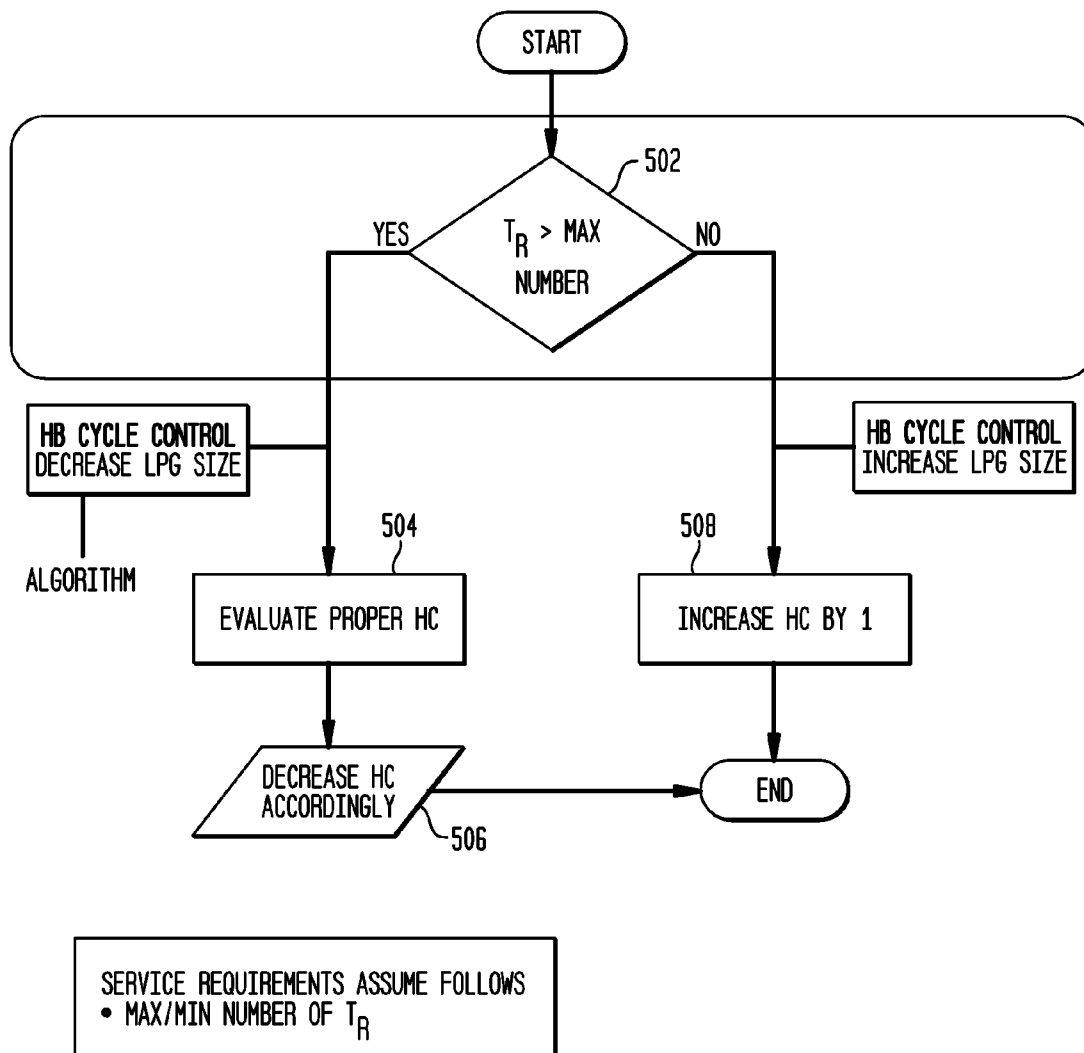 START
502
YES
T_R > MAX
NUMBER
NO
HB CYCLE CONTROL
DECREASE LPG SIZE
HB CYCLE CONTROL
INCREASE LPG SIZE
ALGORITHM
504
EVALUATE PROPER HC
508
INCREASE HC BY 1
DECREASE HC
ACCORDINGLY
506
END
SERVICE REQUIREMENTS ASSUME FOLLOWS
• MAX/MIN NUMBER OF T_R